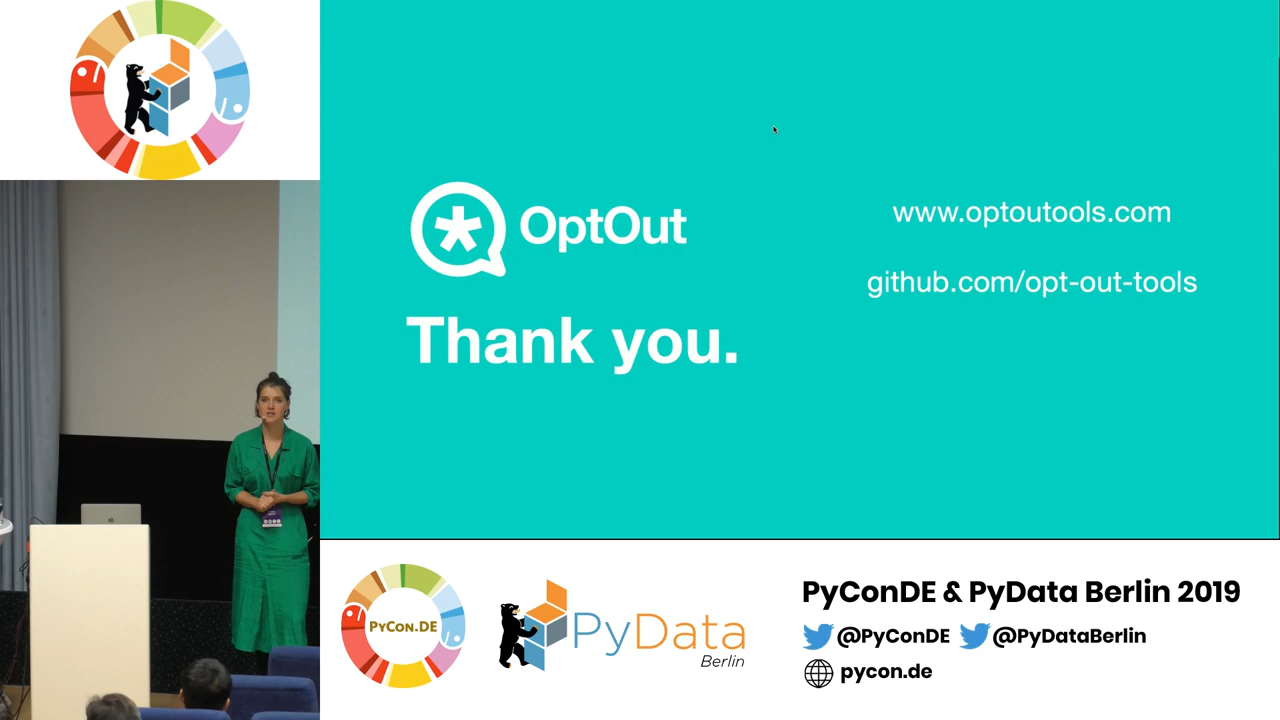 OptOut
Thank you.
www.optoutools.com
github.com/opt-out-tools
PyCon.DE
PyData
Berlin
PyConDE & PyData Berlin 2019
@PyConDE @PyDataBerlin
pycon.de